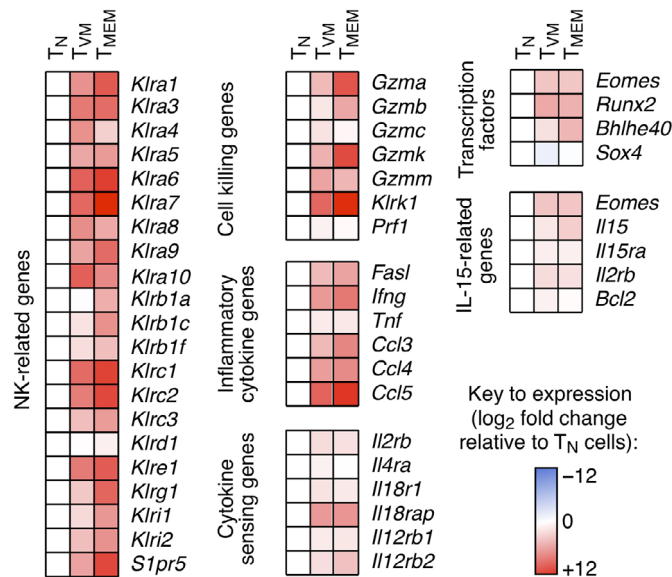 TN TVM TMEM
NK-related genes
Klra1
Klra3
Klra4
Klra5
Klra6
Klra7
Klra8
Klra9
Klra10
Klrb1a
Klrb1c
Klrb1f
Klrc1
Klrc2
Klrc3
Klrd1
Klre1
Klrg1
Klri1
Klri2
S1pr5
TN TVM TMEM
Cell killing genes
Gzma
Gzmb
Gzmc
Gzmk
Gzmm
Klrk1
Prf1
Inflammatory
cytokine genes
Fasl
Ifng
Tnf
Ccl3
Ccl4
Ccl5
Cytokine
sensing genes
Il2rb
Il4ra
Il18r1
Il18rap
Il12rb1
Il12rb2
TN TVM TMEM
Transcription
factors
Eomes
Runx2
Bhlhe40
Sox4
IL-15-related
genes
Eomes
Il15
Il15ra
Il2rb
Bcl2
Key to expression
(log2 fold change
relative to TN cells):
−12
0
+12